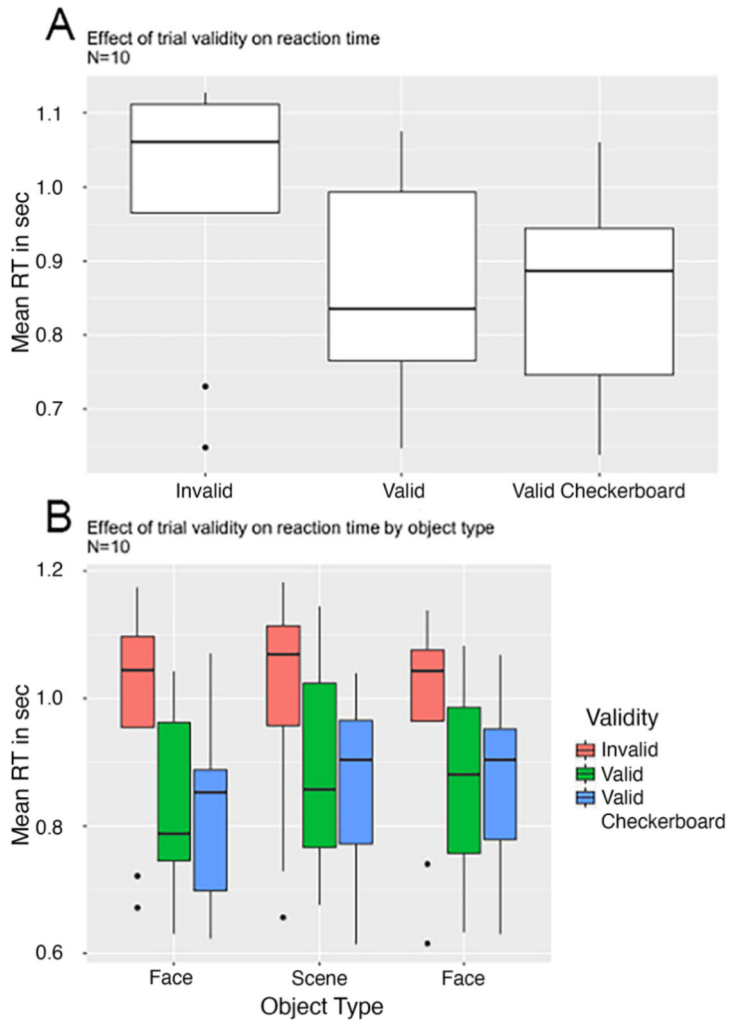 A
Effect of trial validity on reaction time
N=10
Mean RT in sec
1.1
1.0
0.9
0.8
0.7
Invalid
Valid
Valid Checkerboard
B
Effect of trial validity on reaction time by object type
N=10
Mean RT in sec
1.2
1.0
0.8
0.6
Face
Scene
Face
Object Type
Validity
Invalid
Valid
Valid
Checkerboard